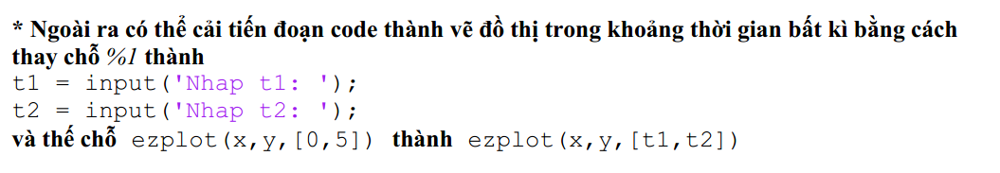 * Ngoài ra có thể cải tiến đoạn code thành vẽ đồ thị trong khoảng thời gian bất kì bằng cách
thay chỗ %1 thành
t1 = input('Nhap t1: ');
t2 = input('Nhap t2: ');
và thế chỗ ezplot(x,y,[0,5]) thành ezplot(x,y,[t1,t2])